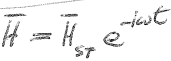 H̅ = H̅_ST e^{-iωt}